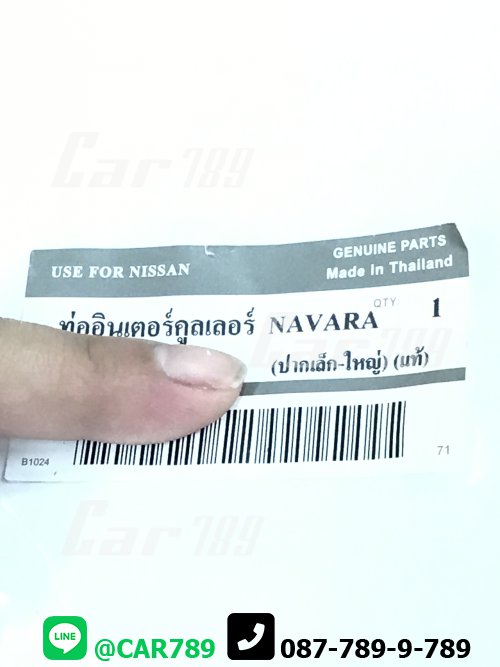 Car789
USE FOR NISSAN
GENUINE PARTS
Made in Thailand
ท่ออินเตอร์คูลเลอร์ NAVARA
QTY 1
(ปากเล็ก-ใหญ่) (แท้)
B1024
71
Car789
LINE @CAR789 087-789-9-789